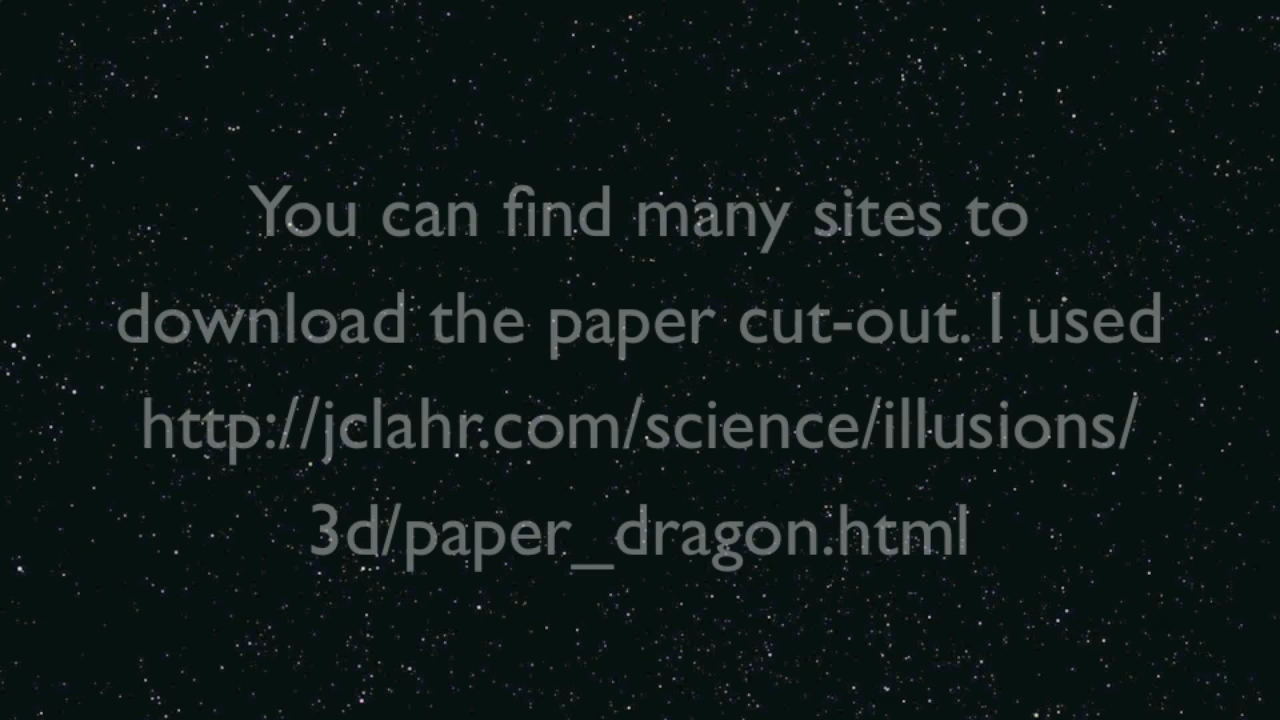 You can find many sites to
download the paper cut-out. I used
http://jclahr.com/science/illusions/
3d/paper_dragon.html